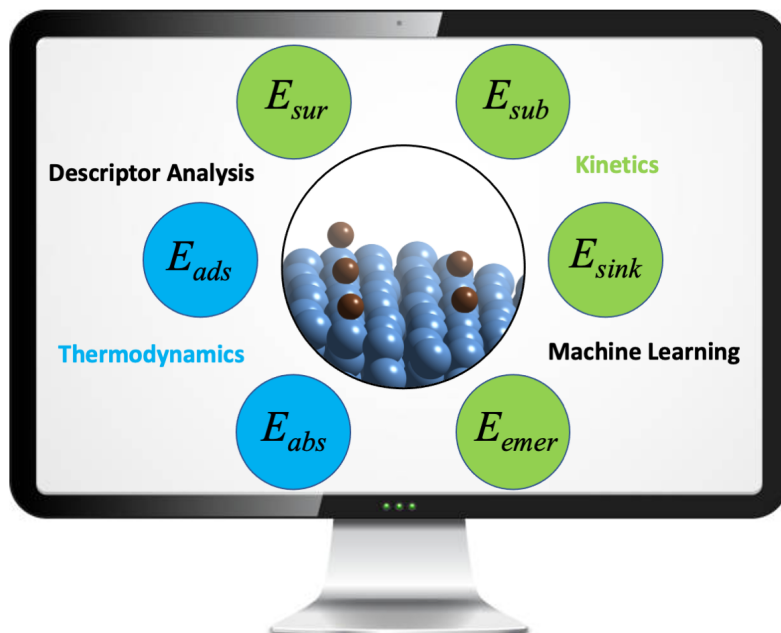 E_sur
E_sub
Descriptor Analysis
Kinetics
E_ads
E_sink
Thermodynamics
Machine Learning
E_abs
E_emer